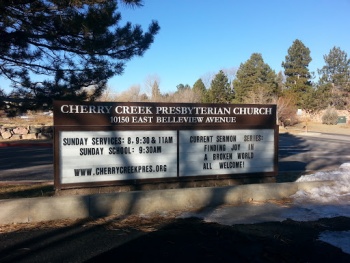 CHERRY CREEK PRESBYTERIAN CHURCH
10150 EAST BELLEVIEW AVENUE
SUNDAY SERVICES: 8, 9:30 & 11AM
SUNDAY SCHOOL: 9:30AM
WWW.CHERRYCREEKPRES.ORG
CURRENT SERMON SERIES:
FINDING JOY IN
A BROKEN WORLD
ALL WELCOME!